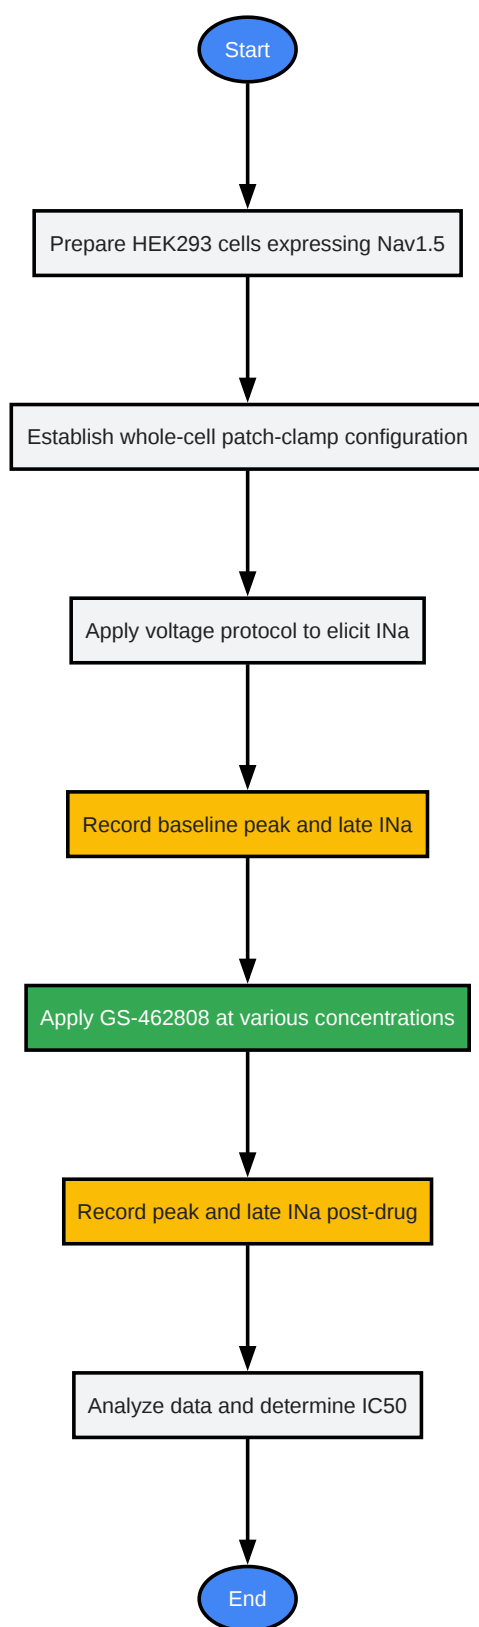 Start
Prepare HEK293 cells expressing Nav1.5
Establish whole-cell patch-clamp configuration
Apply voltage protocol to elicit INa
Record baseline peak and late INa
Apply GS-462808 at various concentrations
Record peak and late INa post-drug
Analyze data and determine IC50
End